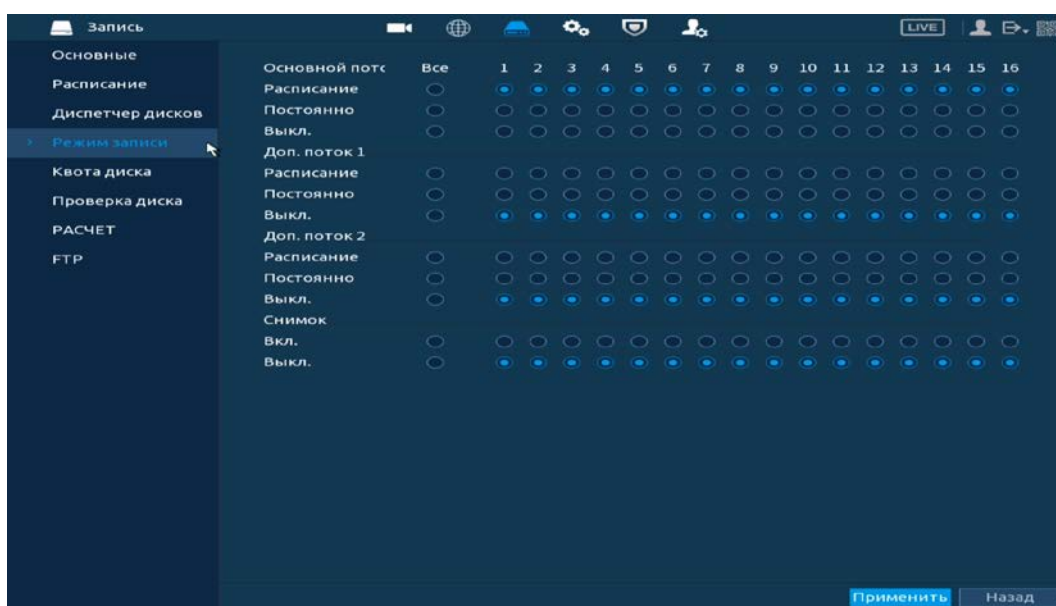 Запись LIVE
Основные
Расписание
Диспетчер дисков
Режим записи
Квота диска
Проверка диска
РАСЧЕТ
FTP
Основной потс Все 1 2 3 4 5 6 7 8 9 10 11 12 13 14 15 16
Расписание
Постоянно
Выкл.
Доп. поток 1
Расписание
Постоянно
Выкл.
Доп. поток 2
Расписание
Постоянно
Выкл.
Снимок
Вкл.
Выкл.
Применить Назад